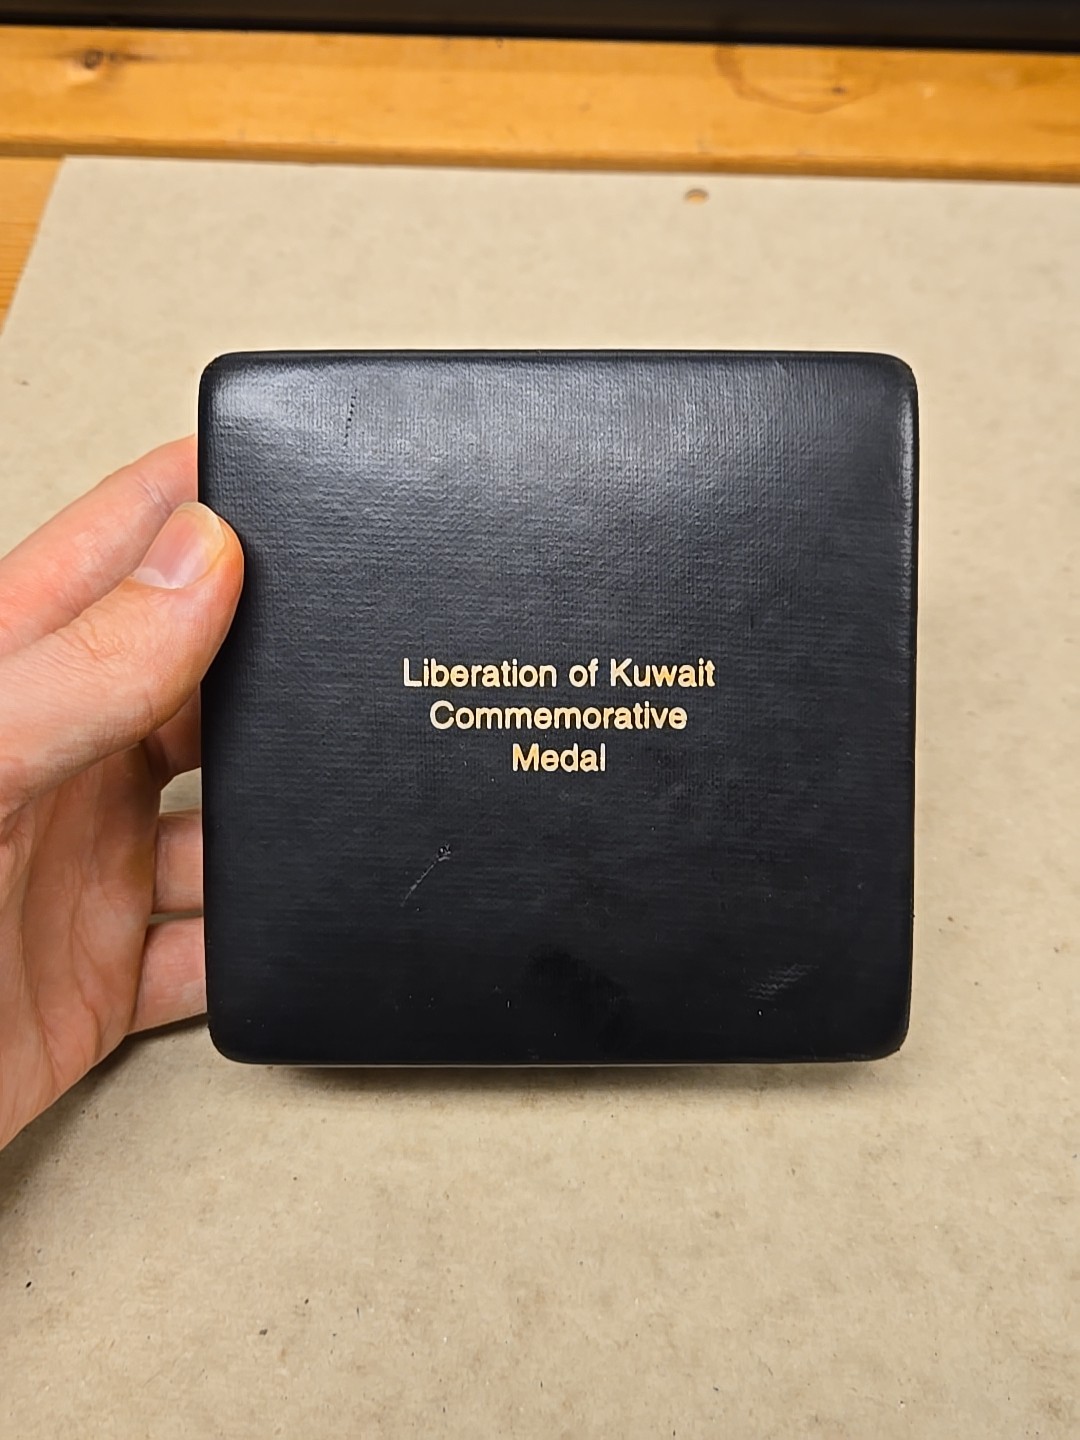 Liberation of Kuwait
Commemorative
Medal